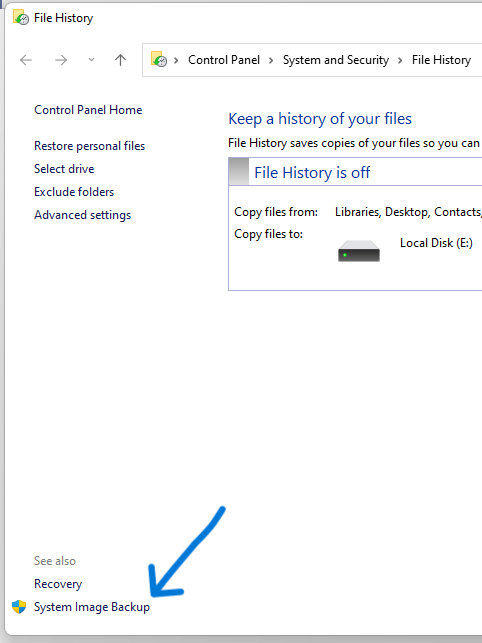 File History
Control Panel > System and Security > File History
Control Panel Home
Restore personal files
Select drive
Exclude folders
Advanced settings
Keep a history of your files
File History saves copies of your files so you can
File History is off
Copy files from: Libraries, Desktop, Contacts,
Copy files to: Local Disk (E:)
See also
Recovery
System Image Backup